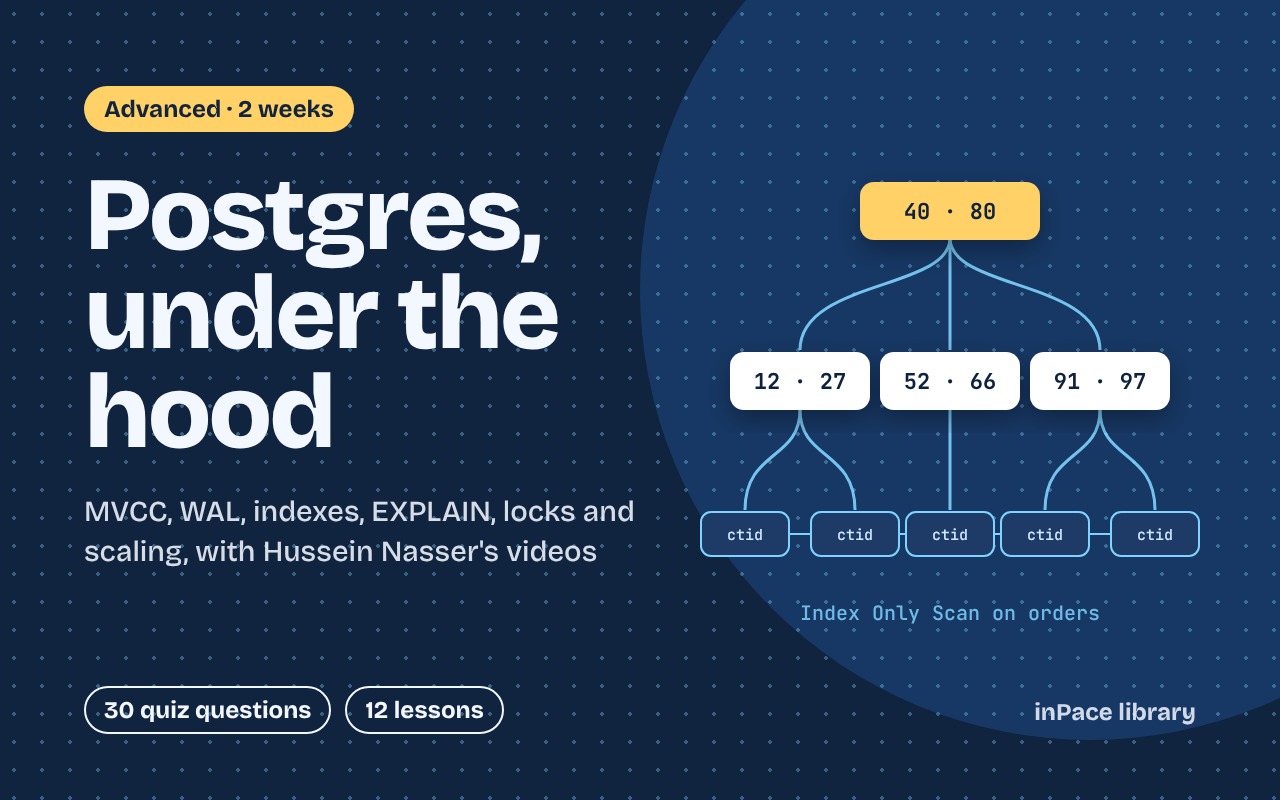 Advanced · 2 weeks
Postgres,
under the
hood
MVCC, WAL, indexes, EXPLAIN, locks and
scaling, with Hussein Nasser's videos
30 quiz questions
12 lessons
40 · 80
12 · 27
52 · 66
91 · 97
ctid
ctid
ctid
ctid
ctid
Index Only Scan on orders
inPace library